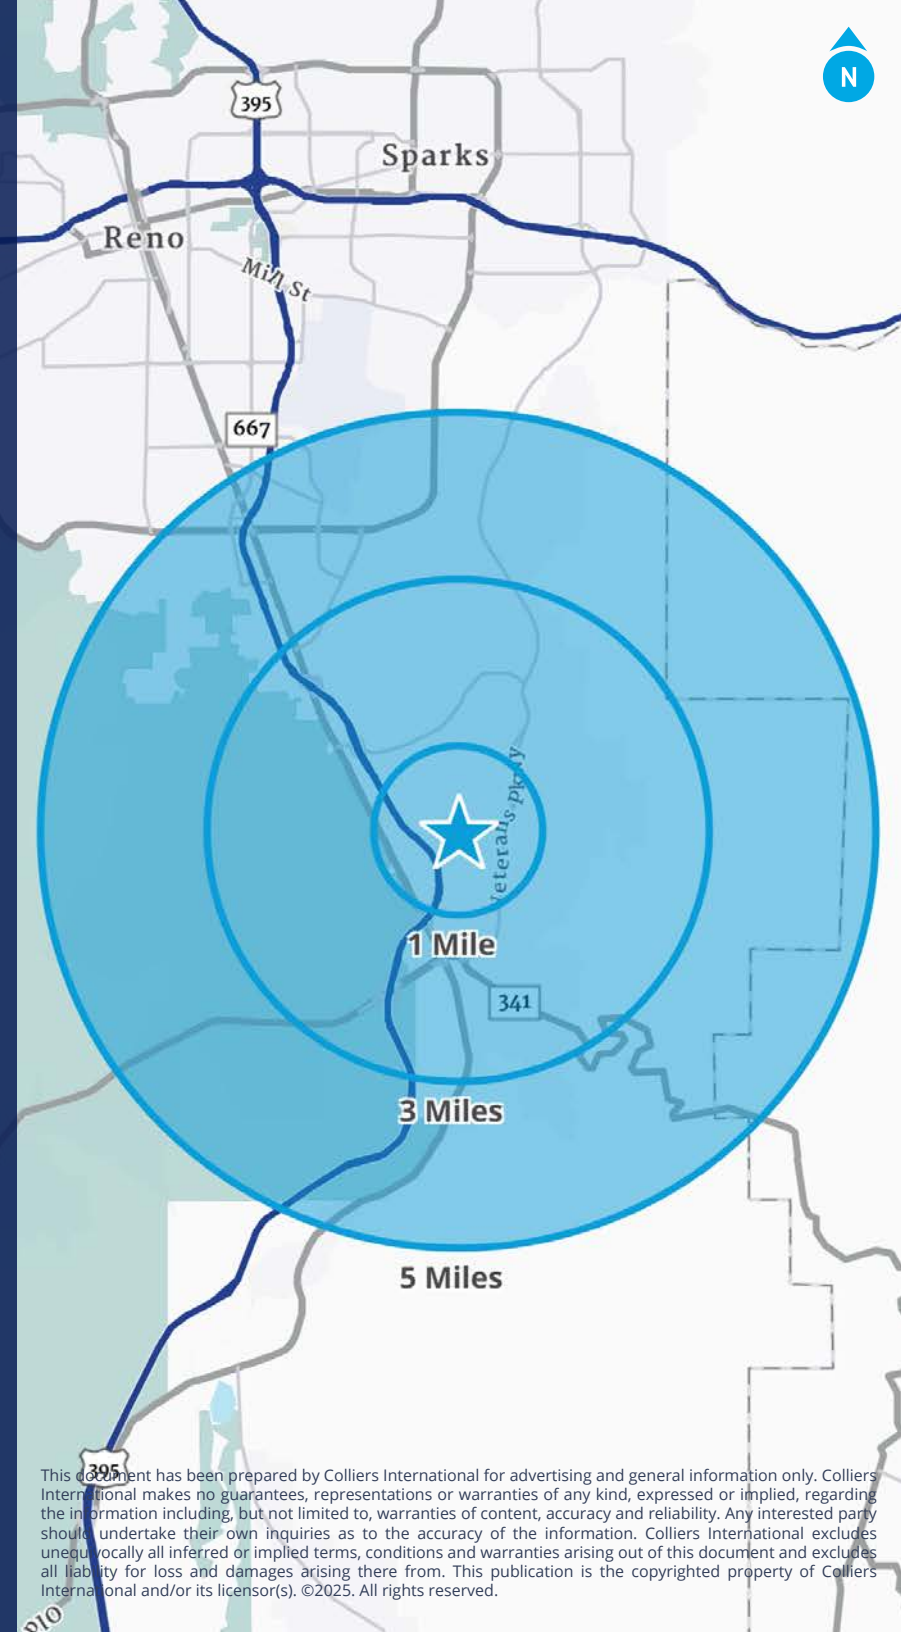 N
395
Sparks
Reno
Mill St
667
Veterans Pkwy
1 Mile
341
3 Miles
5 Miles
395
This document has been prepared by Colliers International for advertising and general information only. Colliers
International makes no guarantees, representations or warranties of any kind, expressed or implied, regarding
the information including, but not limited to, warranties of content, accuracy and reliability. Any interested party
should undertake their own inquiries as to the accuracy of the information. Colliers International excludes
unequivocally all inferred or implied terms, conditions and warranties arising out of this document and excludes
all liability for loss and damages arising there from. This publication is the copyrighted property of Colliers
International and/or its licensor(s). ©2025. All rights reserved.